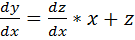 dy/dx = dz/dx * x + z